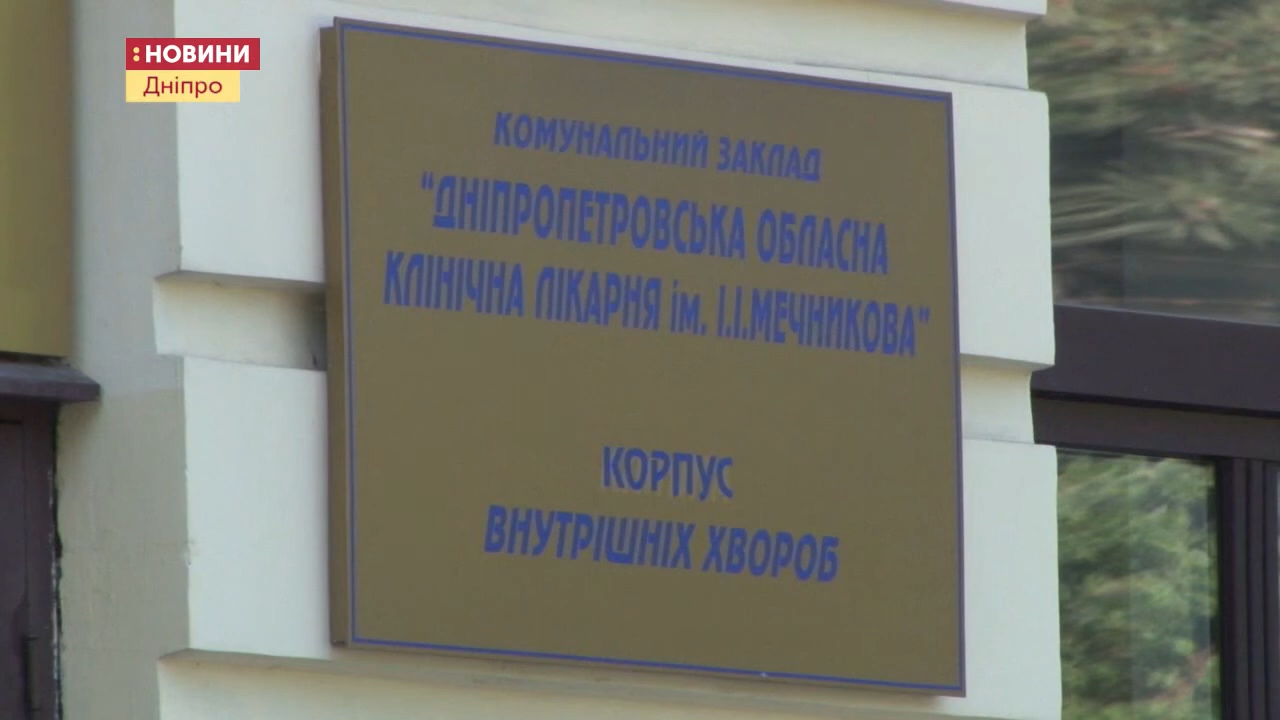 :НОВИНИ
Дніпро
КОМУНАЛЬНИЙ ЗАКЛАД
"ДНІПРОПЕТРОВСЬКА ОБЛАСНА
КЛІНІЧНА ЛІКАРНЯ ім. І.І.МЕЧНИКОВА"
КОРПУС
ВНУТРІШНІХ ХВОРОБ